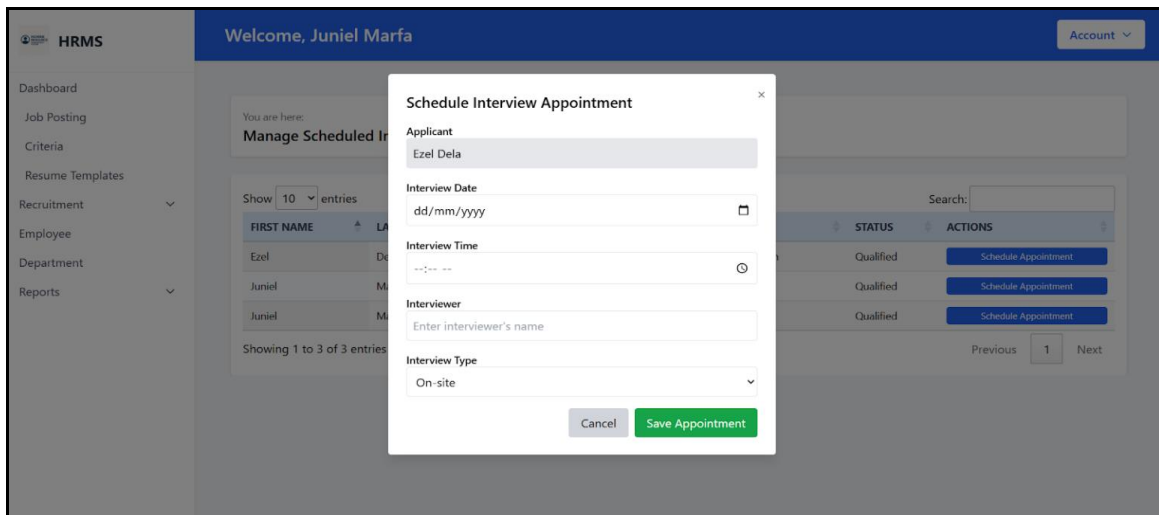 HRMS
Welcome, Juniel Marfa
Account
Dashboard
Job Posting
Criteria
Resume Templates
Recruitment
Employee
Department
Reports
You are here:
Manage Scheduled
Show 10 entries
Search:
FIRST NAME STATUS ACTIONS
Ezel Qualified Schedule Appointment
Juniel Qualified Schedule Appointment
Juniel Qualified Schedule Appointment
Showing 1 to 3 of 3 entries
Previous 1 Next
Schedule Interview Appointment
×
Applicant
Ezel Dela
Interview Date
dd/mm/yyyy
Interview Time
--:-- --
Interviewer
Enter interviewer's name
Interview Type
On-site
Cancel Save Appointment